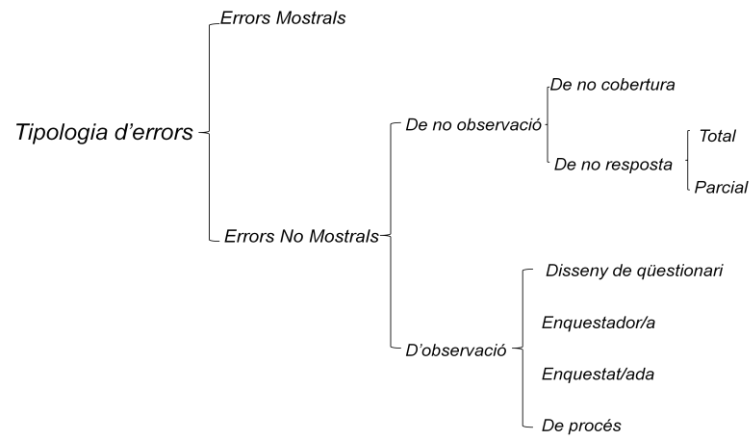 Tipologia d'errors
Errors Mostrals
Errors No Mostrals
De no observació
De no cobertura
De no resposta
Total
Parcial
D'observació
Disseny de qüestionari
Enquestador/a
Enquestat/ada
De procés